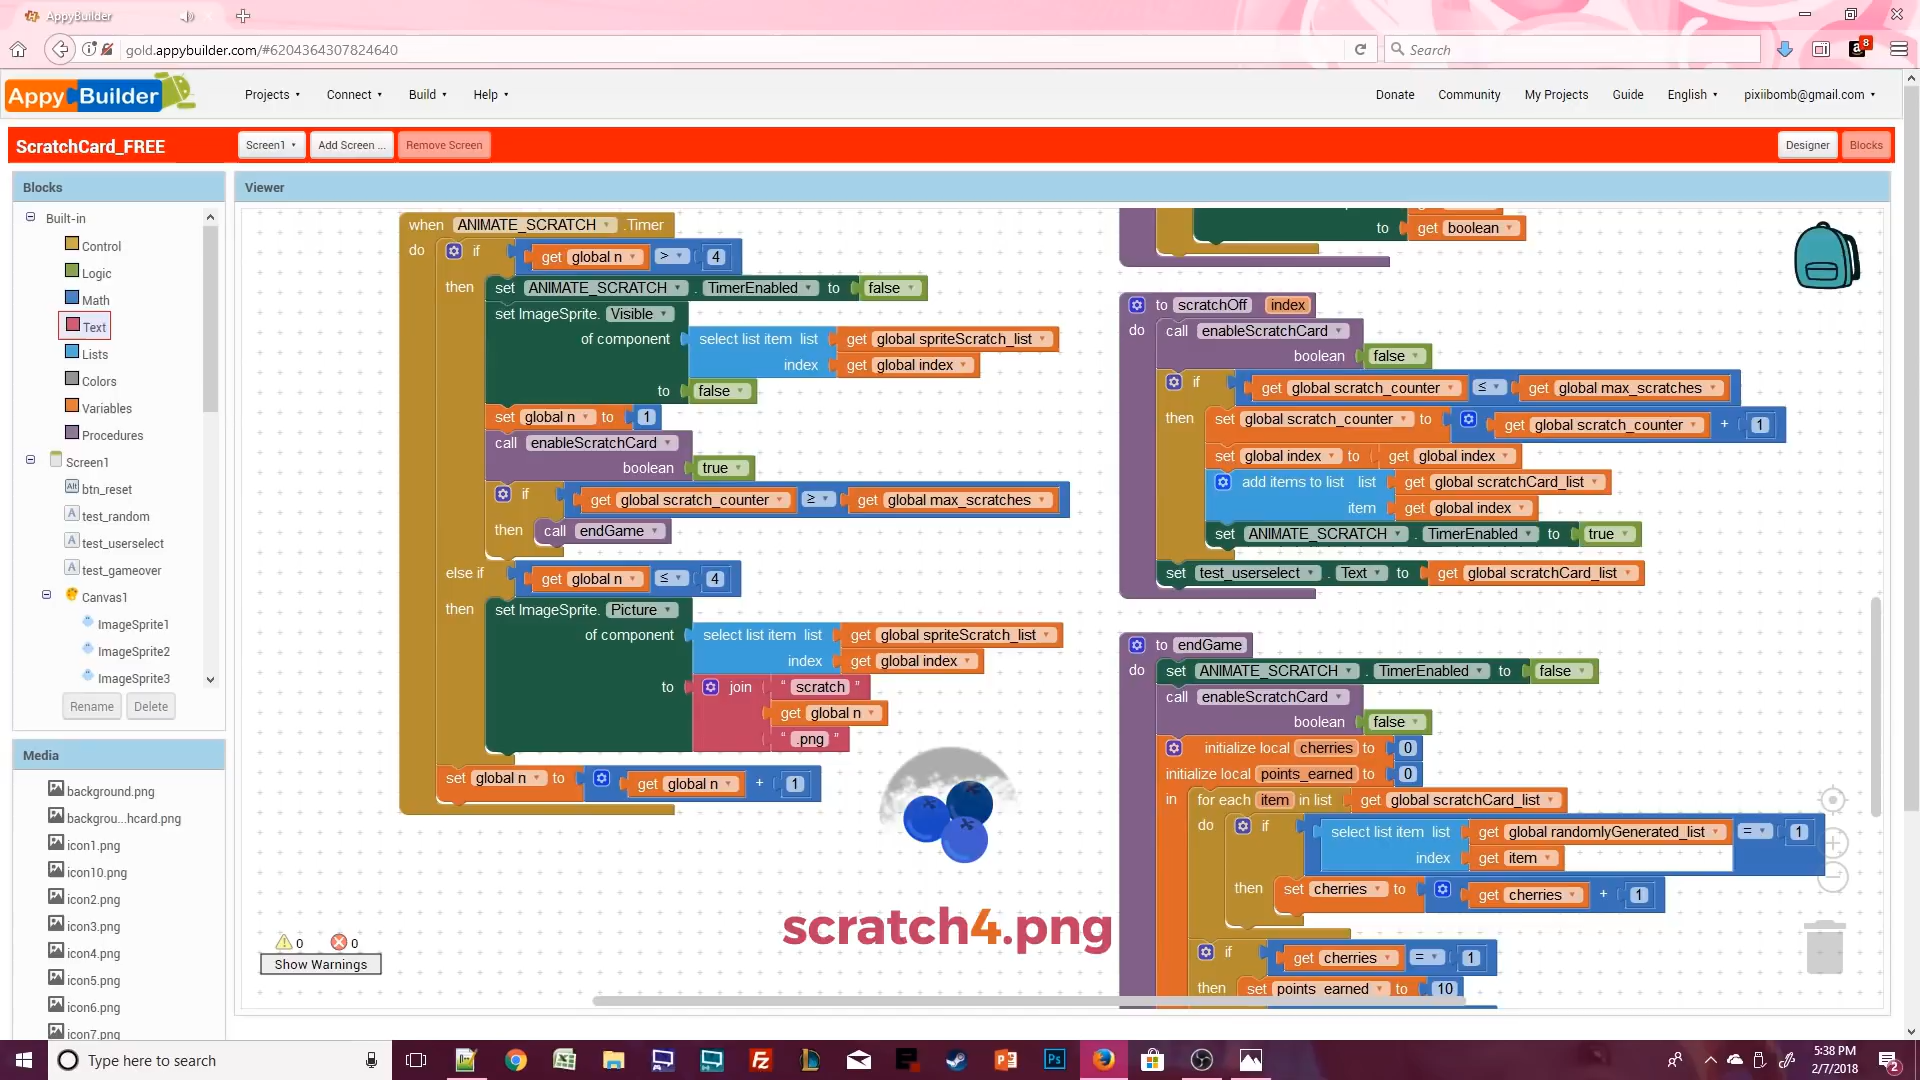 AppyBuilder
gold.appybuilder.com/#6204364307824640
Search
8
Appy Builder
Projects
Connect
Build
Help
Donate
Community
My Projects
Guide
English
pixiibomb@gmail.com
ScratchCard_FREE
Screen1
Add Screen ...
Remove Screen
Designer
Blocks
Blocks
Built-in
Control
Logic
Math
Text
Lists
Colors
Variables
Procedures
Screen1
btn_reset
test_random
test_userselect
test_gameover
Canvas1
ImageSprite1
ImageSprite2
ImageSprite3
Rename
Delete
Media
background.png
backgrou...hcard.png
icon1.png
icon10.png
icon2.png
icon3.png
icon4.png
icon5.png
icon6.png
icon7.png
Viewer
when ANIMATE_SCRATCH .Timer
do if get global n > 4
then set ANIMATE_SCRATCH . TimerEnabled to false
set ImageSprite. Visible
of component select list item list get global spriteScratch_list
index get global index
to false
set global n to 1
call enableScratchCard
boolean true
if get global scratch_counter ≥ get global max_scratches
then call endGame
else if get global n ≤ 4
then set ImageSprite. Picture
of component select list item list get global spriteScratch_list
index get global index
to join " scratch "
get global n
" .png "
set global n to get global n + 1
scratch4.png
0 0
Show Warnings
to get boolean
to scratchOff index
do call enableScratchCard
boolean false
if get global scratch_counter ≤ get global max_scratches
then set global scratch_counter to get global scratch_counter + 1
set global index to get global index
add items to list list get global scratchCard_list
item get global index
set ANIMATE_SCRATCH . TimerEnabled to true
set test_userselect . Text to get global scratchCard_list
to endGame
do set ANIMATE_SCRATCH . TimerEnabled to false
call enableScratchCard
boolean false
initialize local cherries to 0
initialize local points_earned to 0
in for each item in list get global scratchCard_list
do if select list item list get global randomlyGenerated_list = 1
index get item
then set cherries to get cherries + 1
if get cherries = 1
then set points_earned to 10
Type here to search
5:38 PM
2/7/2018
2